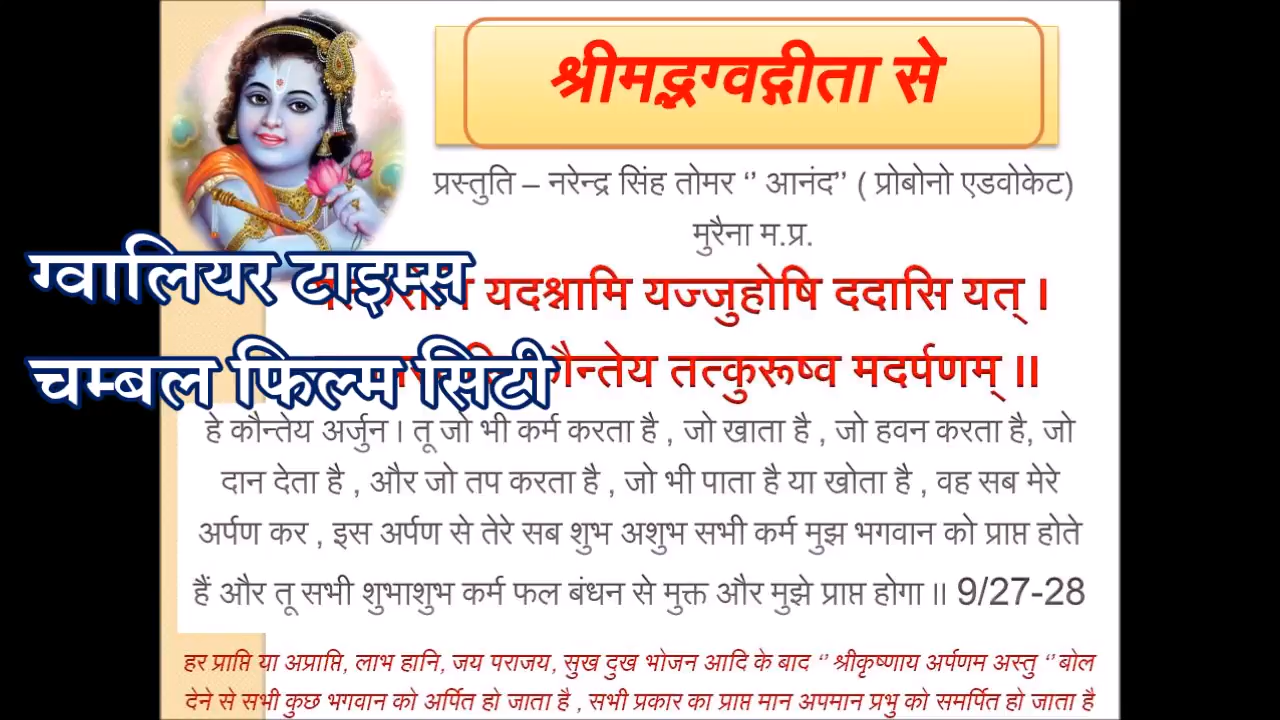 श्रीमद्भग्वद्गीता से
प्रस्तुति – नरेन्द्र सिंह तोमर ‘’ आनंद’’ ( प्रोबोनो एडवोकेट)
मुरैना म.प्र.
ग्वालियर टाइम्स
यदश्नामि यज्जुहोषि ददासि यत् ।
चम्बल फिल्म सिटी
कौन्तेय तत्कुरूष्व मदर्पणम् ।।
हे कौन्तेय अर्जुन । तू जो भी कर्म करता है , जो खाता है , जो हवन करता है, जो
दान देता है , और जो तप करता है , जो भी पाता है या खोता है , वह सब मेरे
अर्पण कर , इस अर्पण से तेरे सब शुभ अशुभ सभी कर्म मुझ भगवान को प्राप्त होते
हैं और तू सभी शुभाशुभ कर्म फल बंधन से मुक्त और मुझे प्राप्त होगा ।। 9/27-28
हर प्राप्ति या अप्राप्ति, लाभ हानि, जय पराजय, सुख दुख भोजन आदि के बाद ‘’ श्रीकृष्णाय अर्पणम अस्तु ‘’ बोल
देने से सभी कुछ भगवान को अर्पित हो जाता है , सभी प्रकार का प्राप्त मान अपमान प्रभु को समर्पित हो जाता है